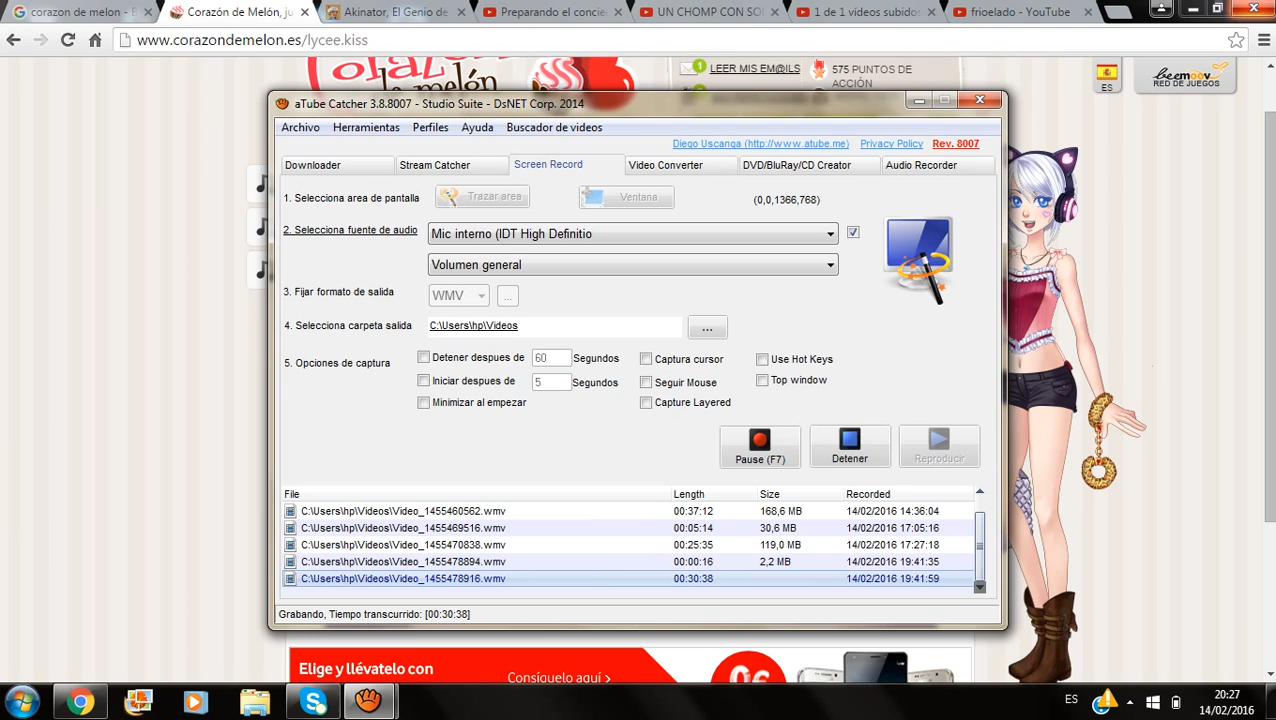 corazon de melon - B
Corazón de Melón, ju
Akinator, El Genio de
Preparando el concie
UN CHOMP CON SO
1 de 1 vídeos subido
fricelado - YouTube
www.corazondemelon.es/lycee.kiss
melón
1 LEER MIS EM@ILS
575 PUNTOS DE
ACCIÓN
ES
beemoov
RED DE JUEGOS
aTube Catcher 3.8.8007 - Studio Suite - DsNET Corp. 2014
Archivo Herramientas Perfiles Ayuda Buscador de videos
Diego Uscanga (http://www.atube.me) Privacy Policy Rev. 8007
Downloader Stream Catcher Screen Record Video Converter DVD/BluRay/CD Creator Audio Recorder
1. Selecciona area de pantalla Trazar area Ventana (0,0,1366,768)
2. Selecciona fuente de audio Mic interno (IDT High Definitio
Volumen general
3. Fijar formato de salida WMV ...
4. Selecciona carpeta salida C:\Users\hp\Videos ...
5. Opciones de captura
Detener despues de 60 Segundos Captura cursor Use Hot Keys
Iniciar despues de 5 Segundos Seguir Mouse Top window
Minimizar al empezar Capture Layered
Pause (F7) Detener Reproducir
File Length Size Recorded
C:\Users\hp\Videos\Video_1455460562.wmv 00:37:12 168,6 MB 14/02/2016 14:36:04
C:\Users\hp\Videos\Video_1455469516.wmv 00:05:14 30,6 MB 14/02/2016 17:05:16
C:\Users\hp\Videos\Video_1455470838.wmv 00:25:35 119,0 MB 14/02/2016 17:27:18
C:\Users\hp\Videos\Video_1455478894.wmv 00:00:16 2,2 MB 14/02/2016 19:41:35
C:\Users\hp\Videos\Video_1455478916.wmv 00:30:38 14/02/2016 19:41:59
Grabando, Tiempo transcurrido: [00:30:38]
Elige y llévatelo con
Consíguelo aquí >
ES
20:27
14/02/2016